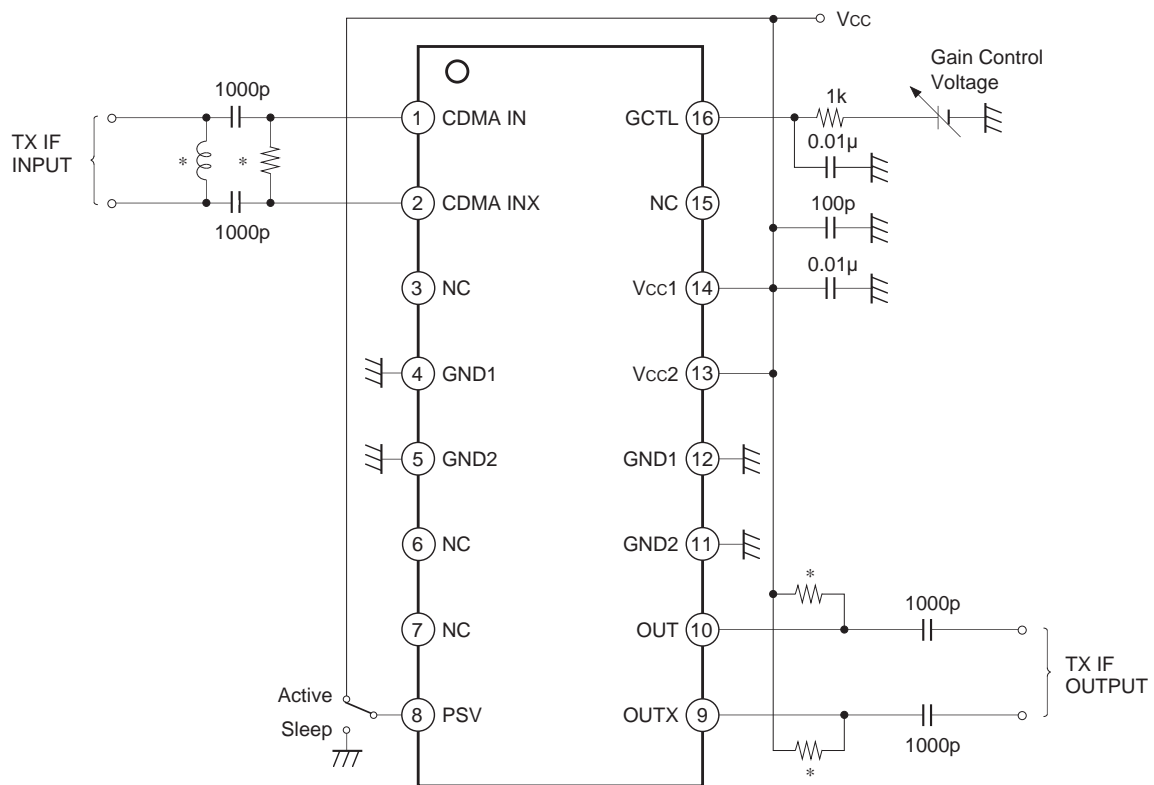 Vcc
Gain Control
Voltage
1000p
1k
TX IF
INPUT
1 CDMA IN
GCTL 16
0.01µ
*
*
2 CDMA INX
NC 15
1000p
100p
0.01µ
3 NC
Vcc1 14
4 GND1
Vcc2 13
5 GND2
GND1 12
6 NC
GND2 11
*
1000p
7 NC
OUT 10
TX IF
OUTPUT
Active
8 PSV
OUTX 9
Sleep
1000p
*